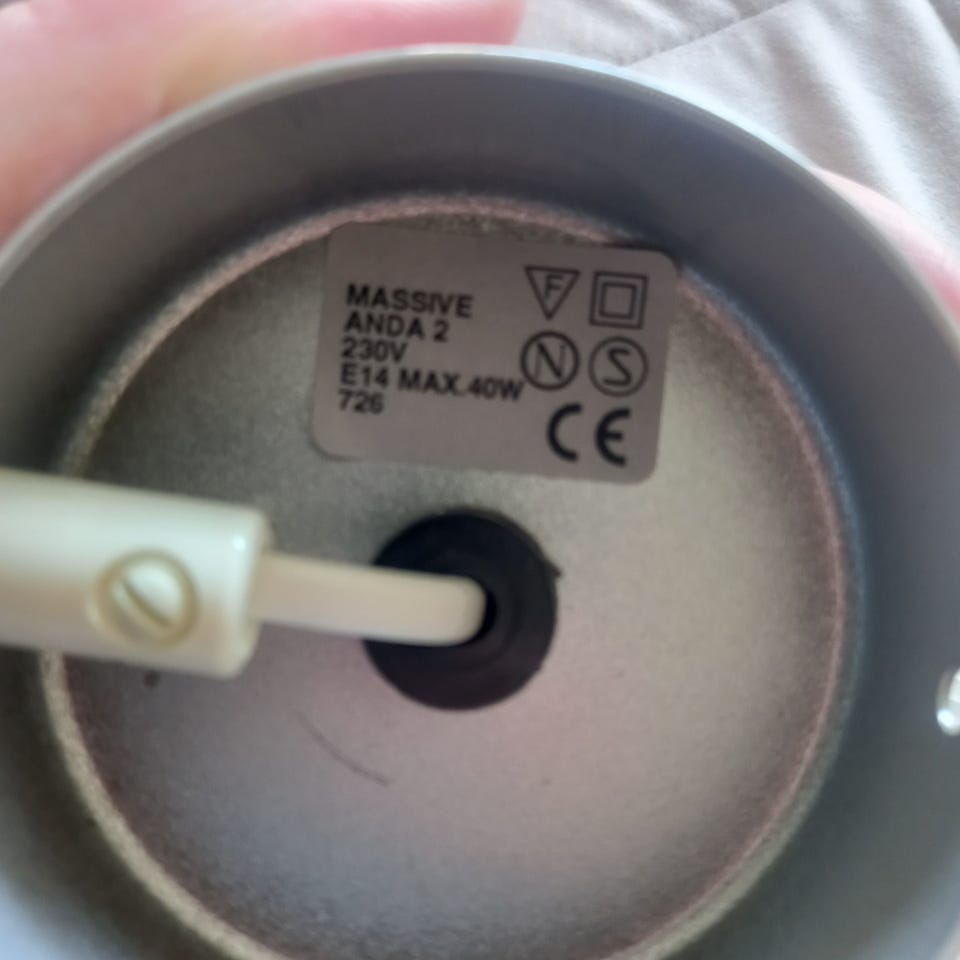 MASSIVE
ANDA 2
230V
E14 MAX.40W
726
F
N S
CE